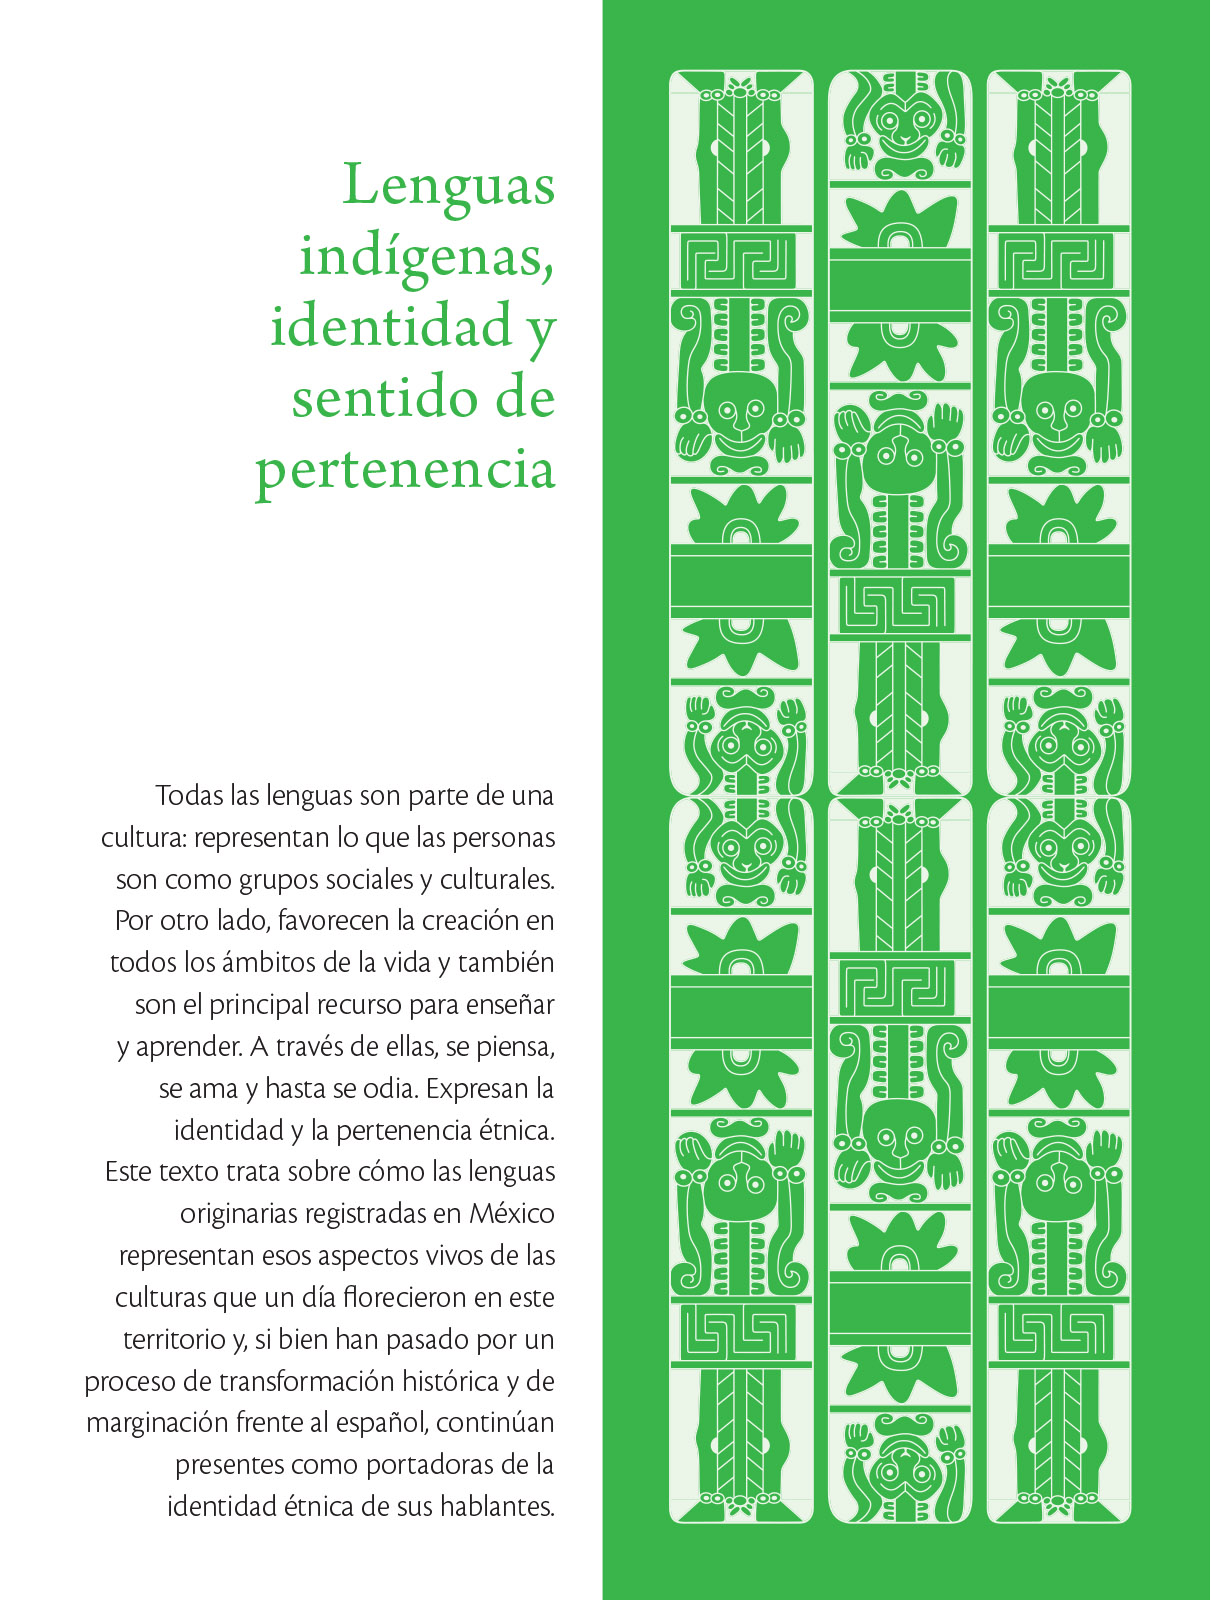 Lenguas
indígenas,
identidad y
sentido de
pertenencia
Todas las lenguas son parte de una
cultura: representan lo que las personas
son como grupos sociales y culturales.
Por otro lado, favorecen la creación en
todos los ámbitos de la vida y también
son el principal recurso para enseñar
y aprender. A través de ellas, se piensa,
se ama y hasta se odia. Expresan la
identidad y la pertenencia étnica.
Este texto trata sobre cómo las lenguas
originarias registradas en México
representan esos aspectos vivos de las
culturas que un día florecieron en este
territorio y, si bien han pasado por un
proceso de transformación histórica y de
marginación frente al español, continúan
presentes como portadoras de la
identidad étnica de sus hablantes.